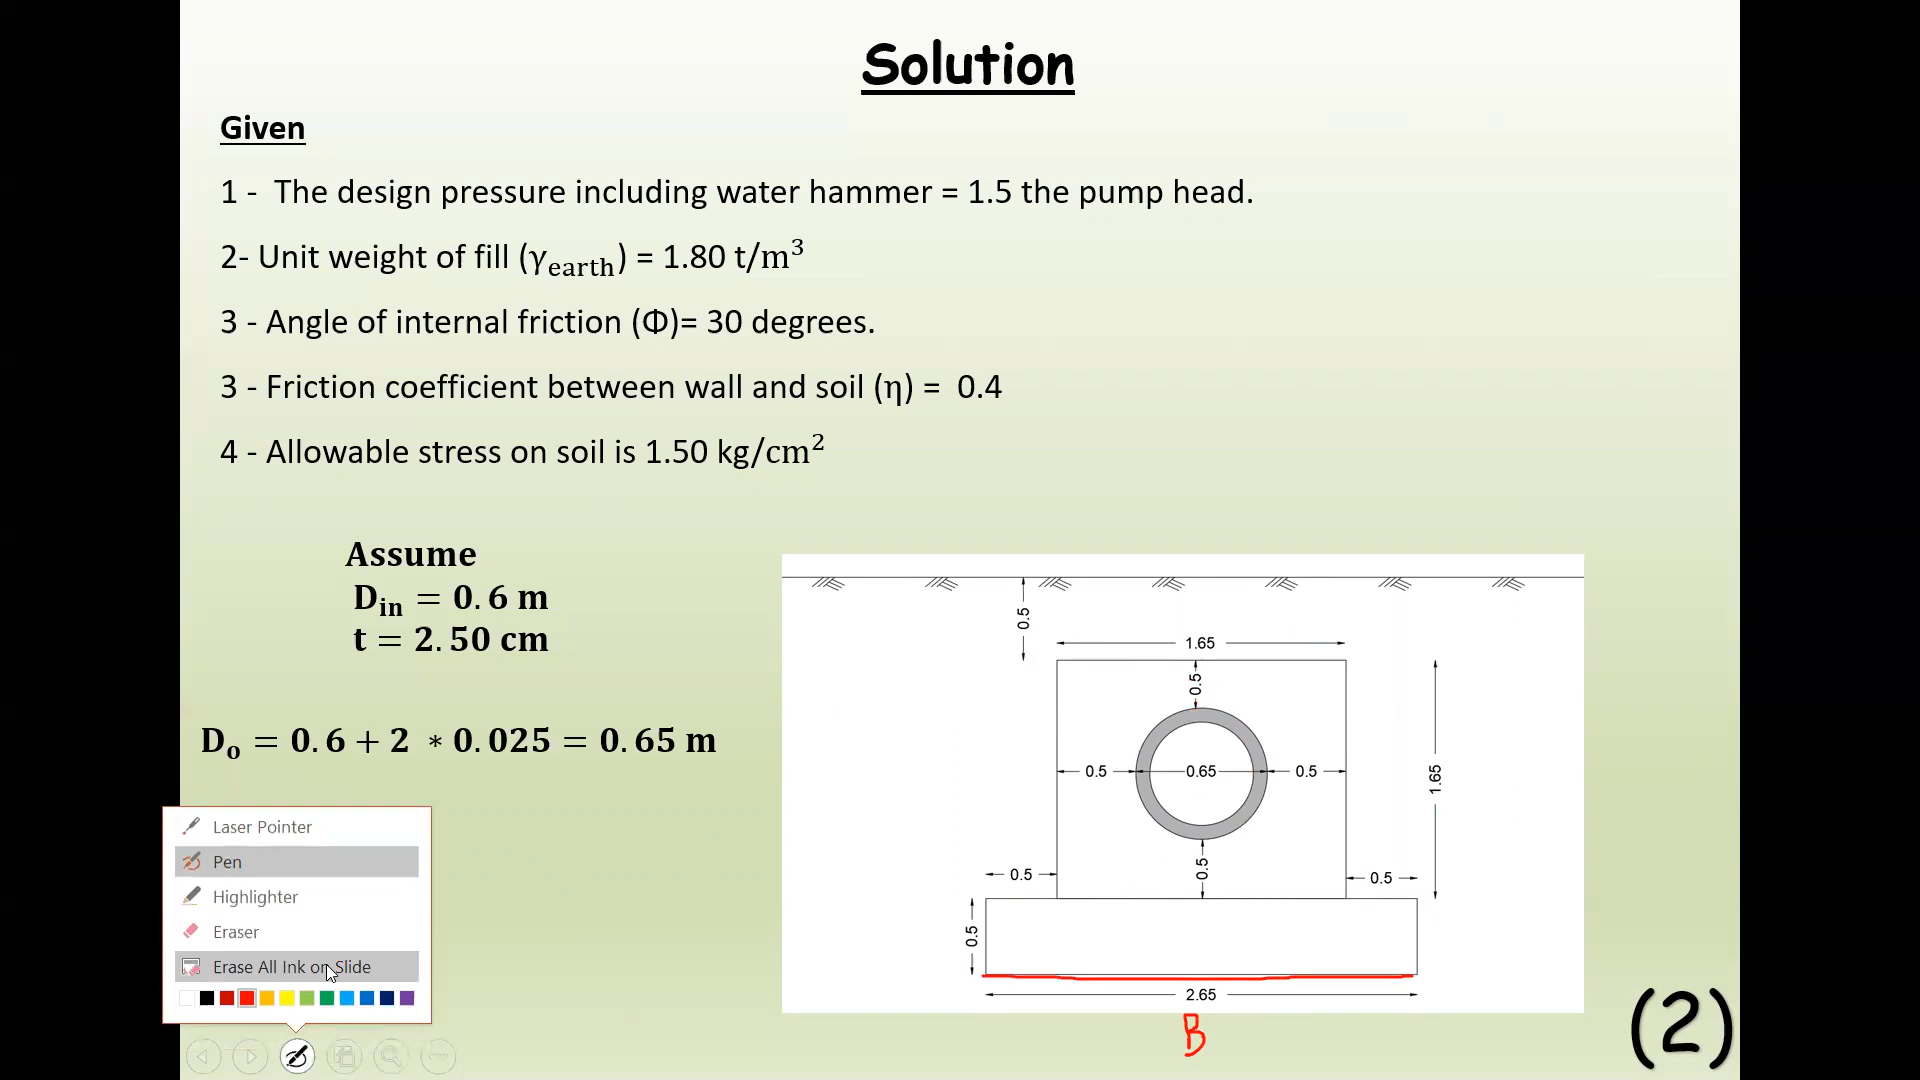 Solution
Given
1 - The design pressure including water hammer = 1.5 the pump head.
2- Unit weight of fill (γ_earth) = 1.80 t/m³
3 - Angle of internal friction (Φ)= 30 degrees.
3 - Friction coefficient between wall and soil (η) = 0.4
4 - Allowable stress on soil is 1.50 kg/cm²
Assume
D_in = 0.6 m
t = 2.50 cm
D_o = 0.6 + 2 * 0.025 = 0.65 m
0.5
1.65
0.5
0.5
0.65
0.5
1.65
0.5
0.5
0.5
0.5
2.65
B
Laser Pointer
Pen
Highlighter
Eraser
Erase All Ink on Slide
(2)